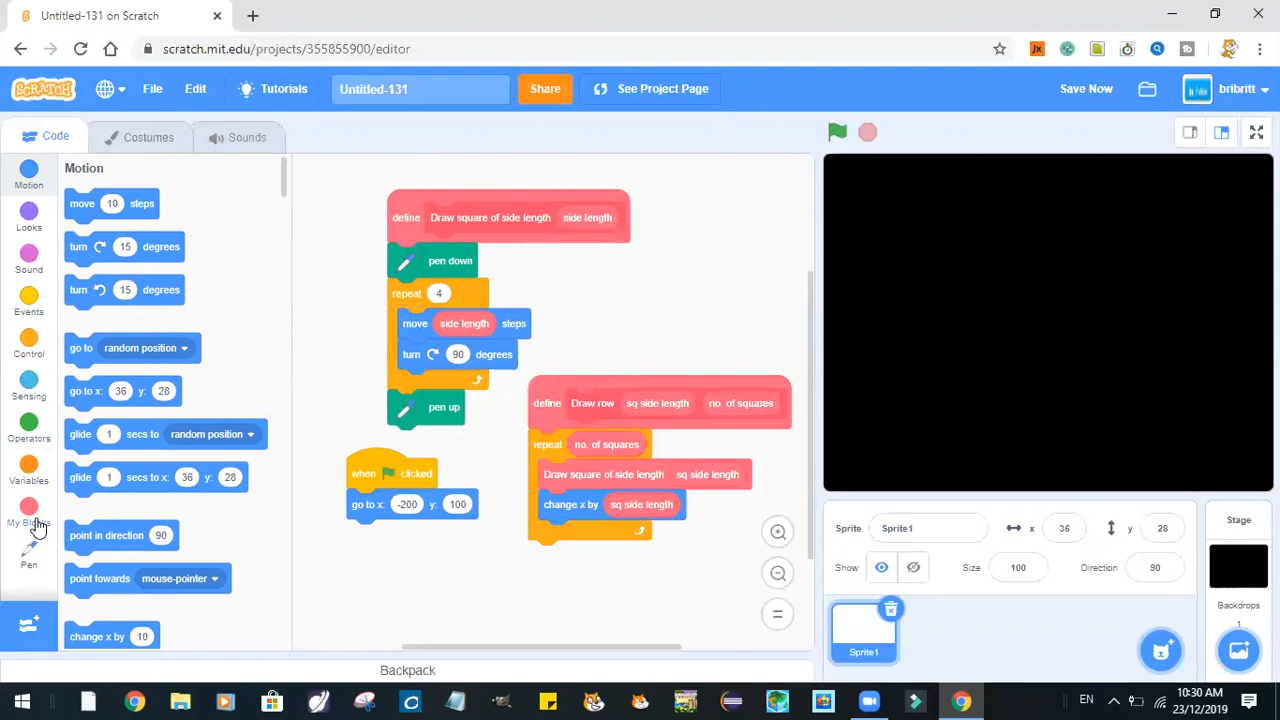 Untitled-131 on Scratch
scratch.mit.edu/projects/355855900/editor
SCRATCH
File
Edit
Tutorials
Untitled-131
Share
See Project Page
Save Now
bribritt
Code
Costumes
Sounds
Motion
Looks
Sound
Events
Control
Sensing
Operators
Variables
My Blocks
Pen
Motion
move 10 steps
turn 15 degrees
turn 15 degrees
go to random position
go to x: 36 y: 28
glide 1 secs to random position
glide 1 secs to x: 36 y: 28
point in direction 90
point towards mouse-pointer
change x by 10
define Draw square of side length side length
pen down
repeat 4
move side length steps
turn 90 degrees
pen up
when clicked
go to x: -200 y: 100
define Draw row sq side length no. of squares
repeat no. of squares
Draw square of side length sq side length
change x by sq side length
Sprite Sprite1 x 36 y 28
Show Size 100 Direction 90
Sprite1
Stage
Backdrops
1
Backpack
EN
10:30 AM
23/12/2019